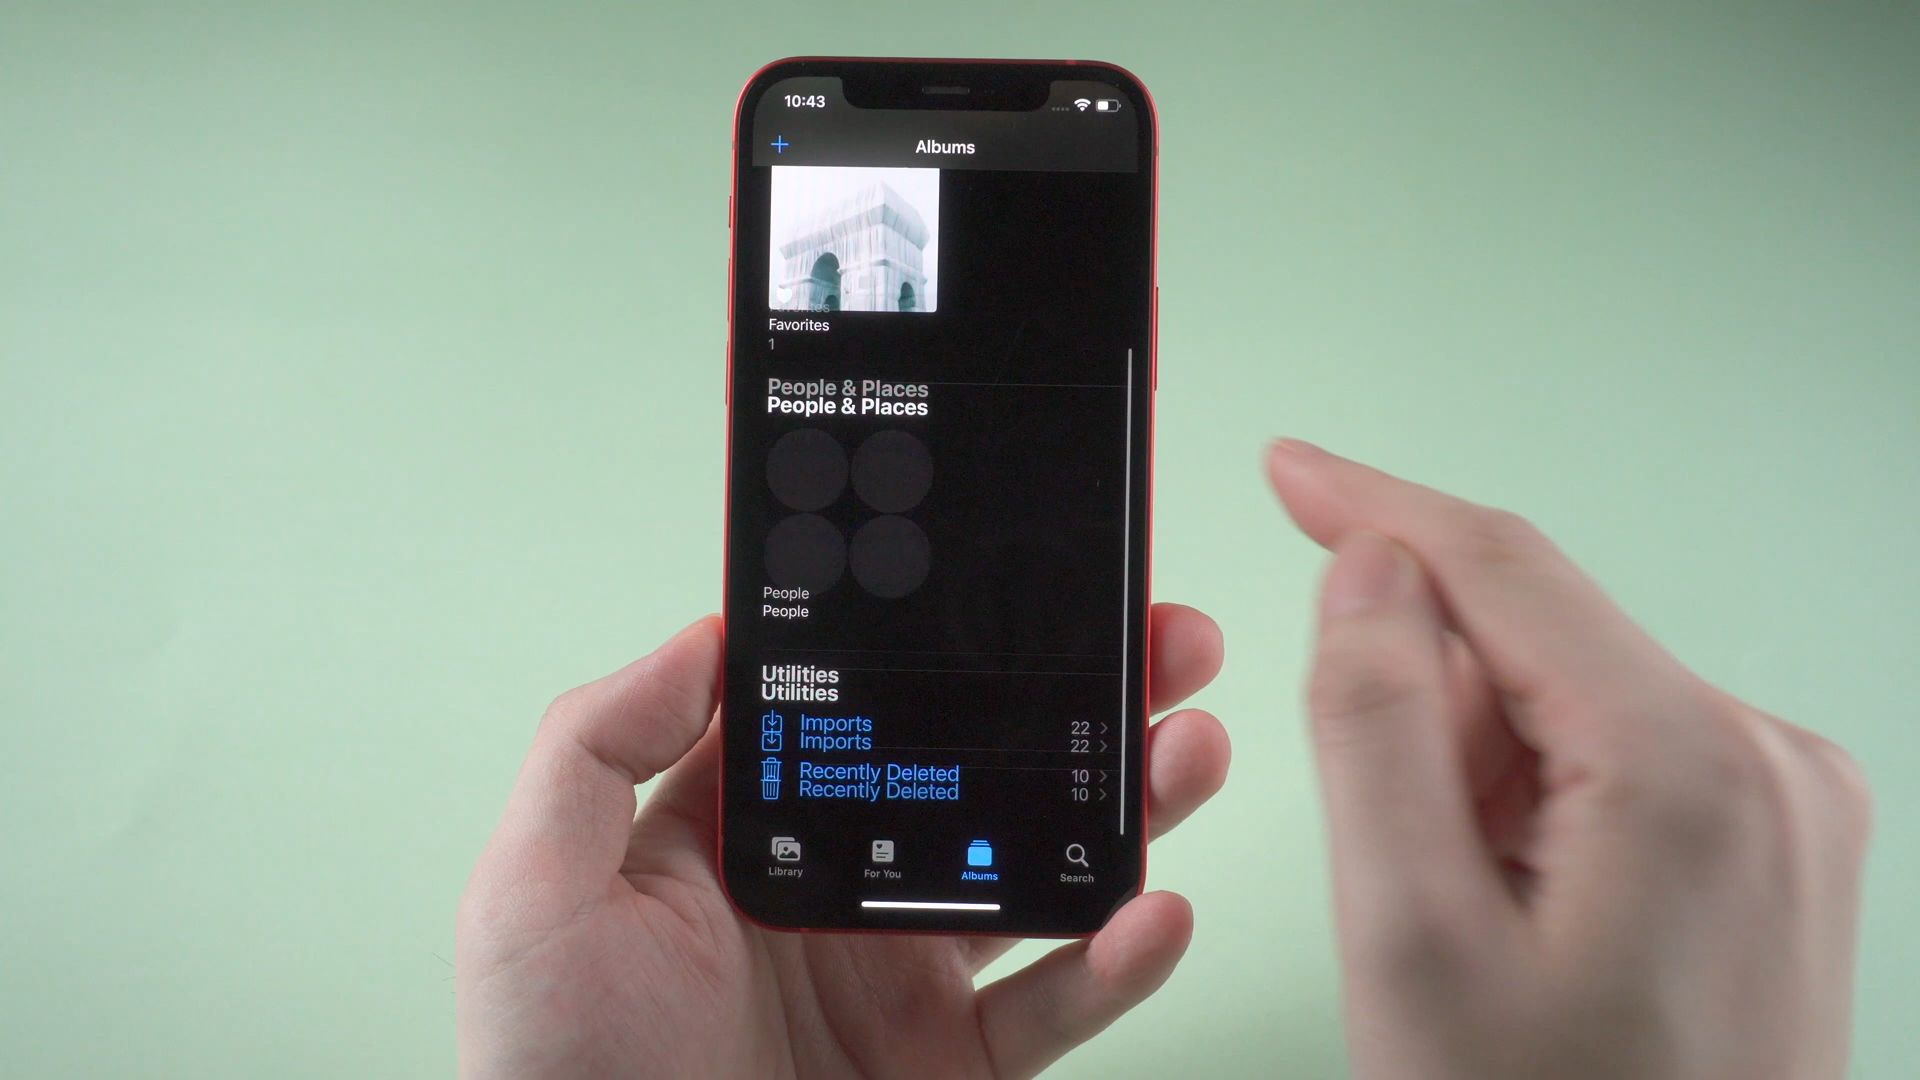 10:43
Albums
Favorites
Favorites
1
People & Places
People & Places
People
People
Utilities
Utilities
Imports 22
Imports 22
Recently Deleted 10
Recently Deleted 10
Library For You Albums Search